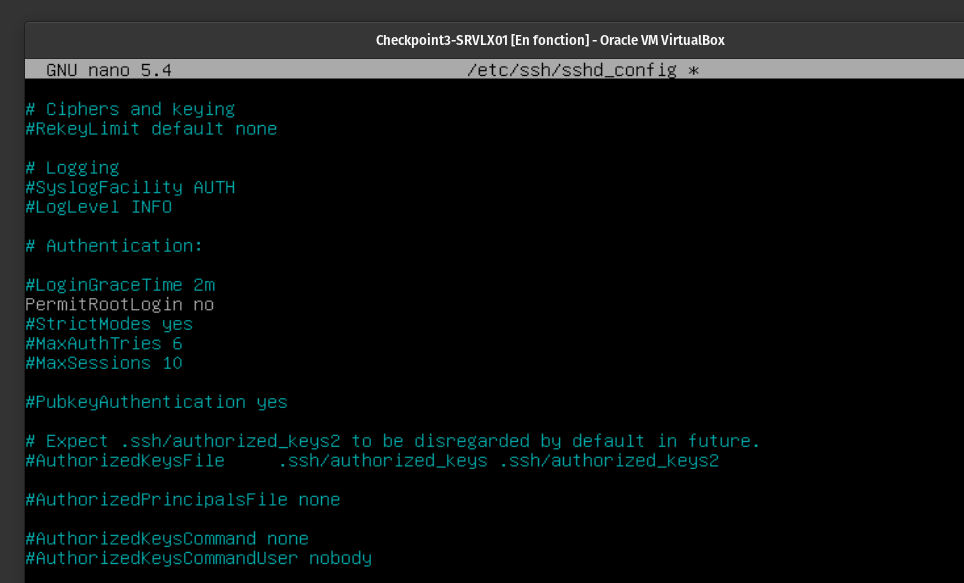 Checkpoint3-SRVLX01 [En fonction] - Oracle VM VirtualBox
GNU nano 5.4 /etc/ssh/sshd_config *
# Ciphers and keying
#RekeyLimit default none
# Logging
#SyslogFacility AUTH
#LogLevel INFO
# Authentication:
#LoginGraceTime 2m
PermitRootLogin no
#StrictModes yes
#MaxAuthTries 6
#MaxSessions 10
#PubkeyAuthentication yes
# Expect .ssh/authorized_keys2 to be disregarded by default in future.
#AuthorizedKeysFile .ssh/authorized_keys .ssh/authorized_keys2
#AuthorizedPrincipalsFile none
#AuthorizedKeysCommand none
#AuthorizedKeysCommandUser nobody